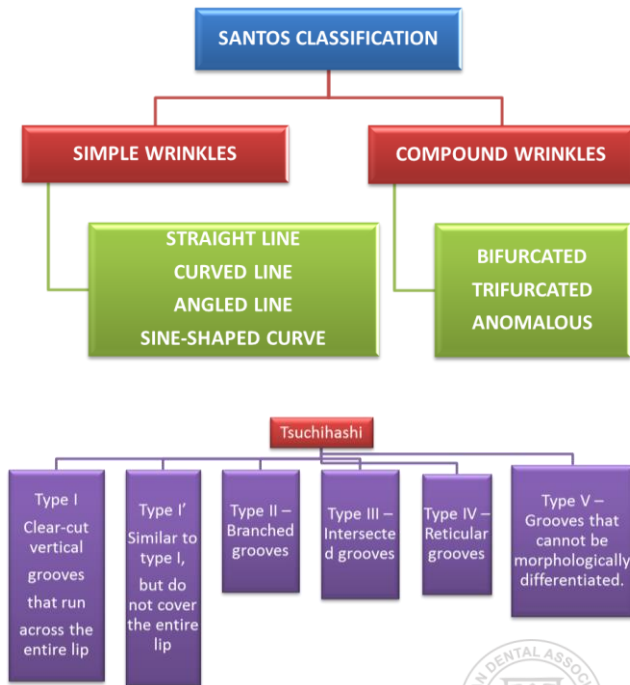 SANTOS CLASSIFICATION
SIMPLE WRINKLES
COMPOUND WRINKLES
STRAIGHT LINE
CURVED LINE
ANGLED LINE
SINE-SHAPED CURVE
BIFURCATED
TRIFURCATED
ANOMALOUS
Tsuchihashi
Type I
Clear-cut
vertical
grooves
that run
across the
entire lip
Type I’
Similar to
type I,
but do
not cover
the entire
lip
Type II –
Branched
grooves
Type III -
Intersecte
d grooves
Type IV –
Reticular
grooves
Type V –
Grooves that
cannot be
morphologically
differentiated.
DENTAL